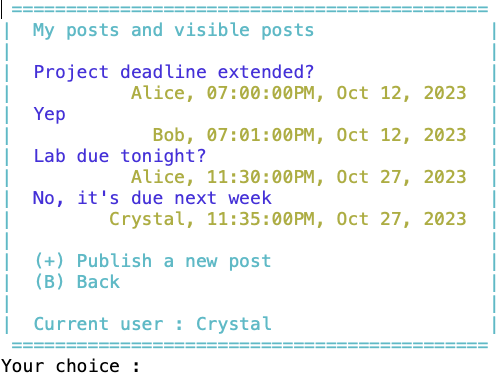 ============================================
| My posts and visible posts |
| |
| Project deadline extended? |
| Alice, 07:00:00PM, Oct 12, 2023 |
| Yep |
| Bob, 07:01:00PM, Oct 12, 2023 |
| Lab due tonight? |
| Alice, 11:30:00PM, Oct 27, 2023 |
| No, it's due next week |
| Crystal, 11:35:00PM, Oct 27, 2023 |
| |
| (+) Publish a new post |
| (B) Back |
| |
| Current user : Crystal |
============================================
Your choice :